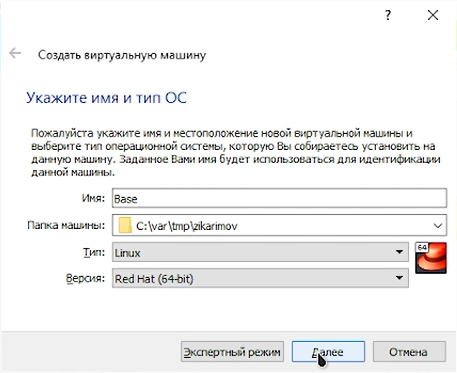 ?
Создать виртуальную машину
Укажите имя и тип ОС
Пожалуйста укажите имя и местоположение новой виртуальной машины и
выберите тип операционной системы, которую Вы собираетесь установить на
данную машину. Заданное Вами имя будет использоваться для идентификации
данной машины.
Имя: Base
Папка машины: C:\var\tmp\zikarimov
Тип: Linux 64
Версия: Red Hat (64-bit)
Экспертный режим Далее Отмена